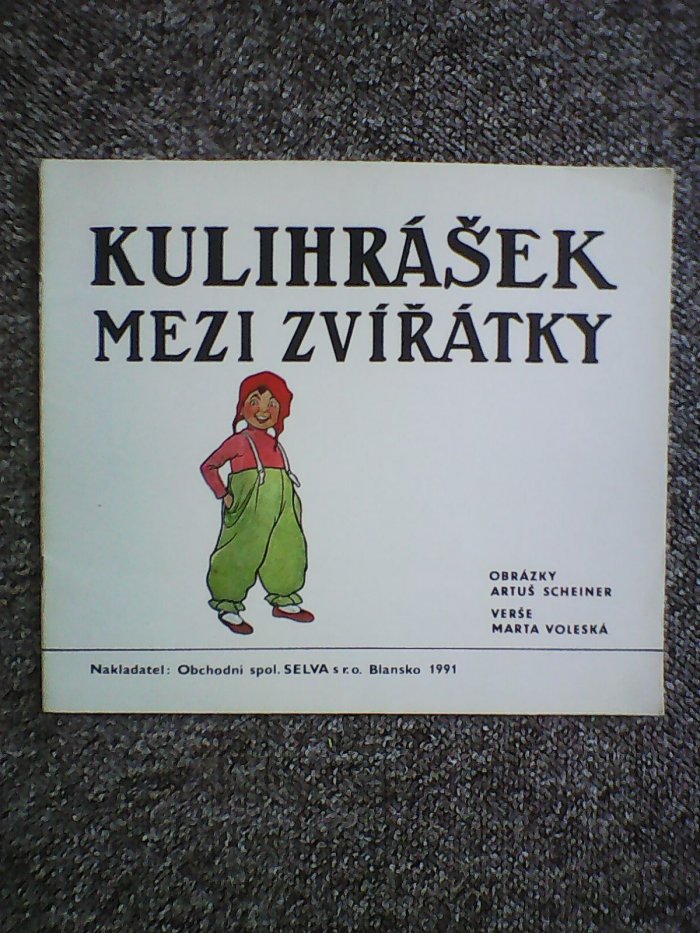 KULIHRÁŠEK
MEZI ZVÍŘÁTKY
OBRÁZKY
ARTUŠ SCHEINER
VERŠE
MARTA VOLESKÁ
Nakladatel: Obchodní spol. SELVA s r. o. Blansko 1991